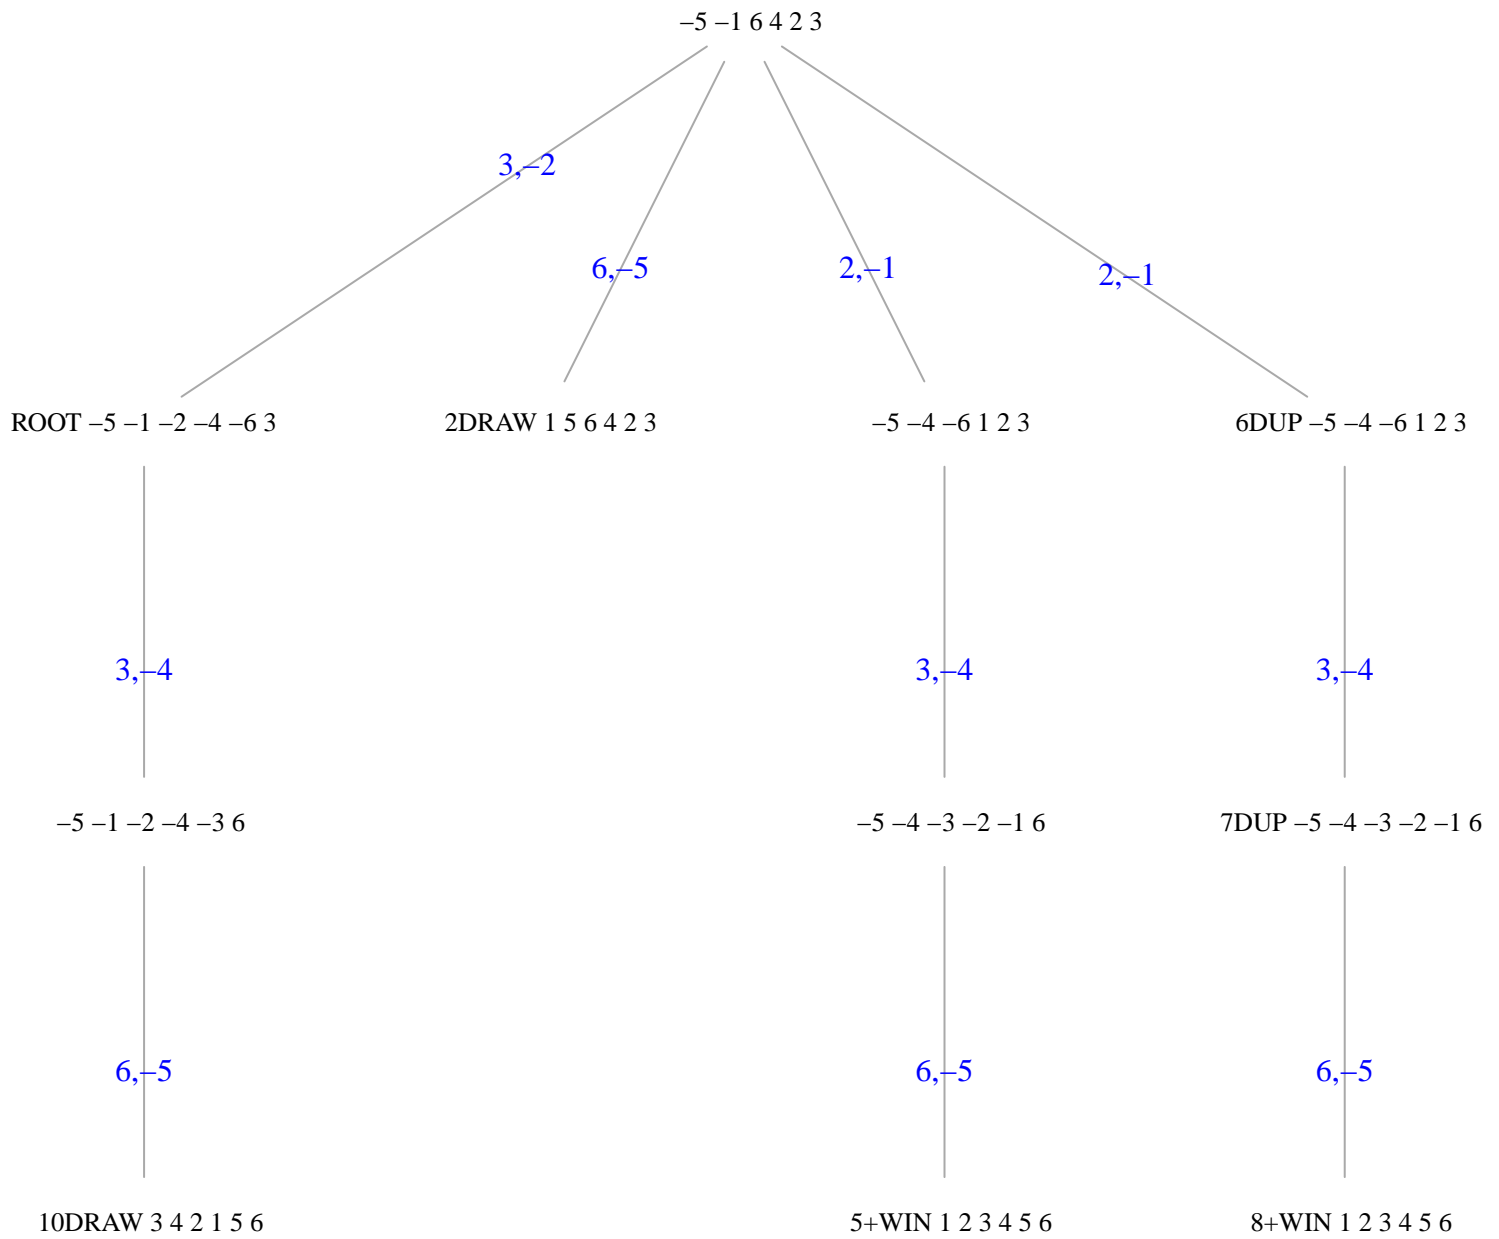 –5 –1 6 4 2 3
3,–2
6,–5
2,–1
2,–1
ROOT –5 –1 –2 –4 –6 3
2DRAW 1 5 6 4 2 3
–5 –4 –6 1 2 3
6DUP –5 –4 –6 1 2 3
3,–4
3,–4
3,–4
–5 –1 –2 –4 –3 6
–5 –4 –3 –2 –1 6
7DUP –5 –4 –3 –2 –1 6
6,–5
6,–5
6,–5
10DRAW 3 4 2 1 5 6
5+WIN 1 2 3 4 5 6
8+WIN 1 2 3 4 5 6